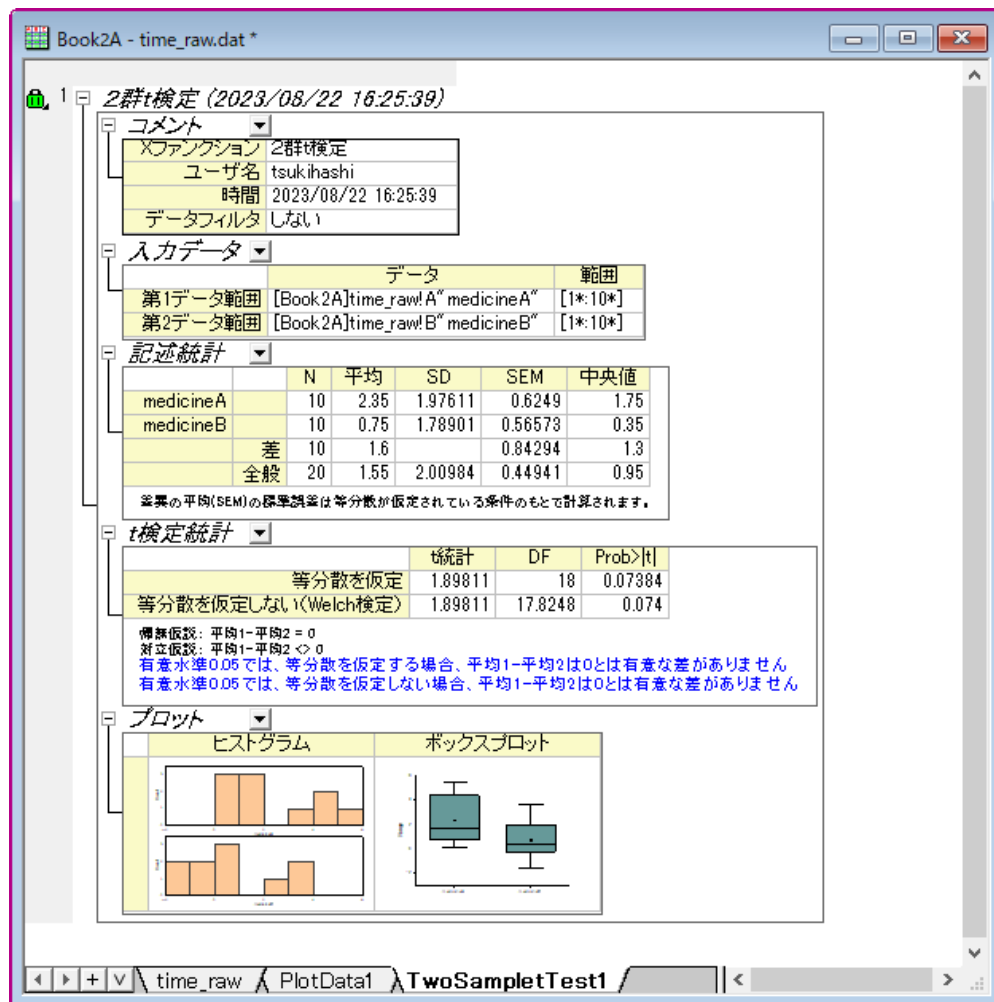 Book2A - time_raw.dat *
1 2群t検定 (2023/08/22 16:25:39)
コメント
Xファンクション 2群t検定
ユーザ名 tsukihashi
時間 2023/08/22 16:25:39
データフィルタ しない
入力データ
データ 範囲
第1データ範囲 [Book2A]time_raw!A"medicineA" [1*:10*]
第2データ範囲 [Book2A]time_raw!B"medicineB" [1*:10*]
記述統計
N 平均 SD SEM 中央値
medicineA 10 2.35 1.97611 0.6249 1.75
medicineB 10 0.75 1.78901 0.56573 0.35
差 10 1.6 0.84294 1.3
全般 20 1.55 2.00984 0.44941 0.95
差異の平均(SEM)の標準誤差は等分散が仮定されている条件のもとで計算されます。
t検定統計
t統計 DF Prob>|t|
等分散を仮定 1.89811 18 0.07384
等分散を仮定しない(Welch検定) 1.89811 17.8248 0.074
帰無仮説: 平均1-平均2 = 0
対立仮説: 平均1-平均2 <> 0
有意水準0.05では、等分散を仮定する場合、平均1-平均2は0とは有意な差がありません
有意水準0.05では、等分散を仮定しない場合、平均1-平均2は0とは有意な差がありません
プロット
ヒストグラム ボックスプロット
time_raw PlotData1 TwoSampletTest1